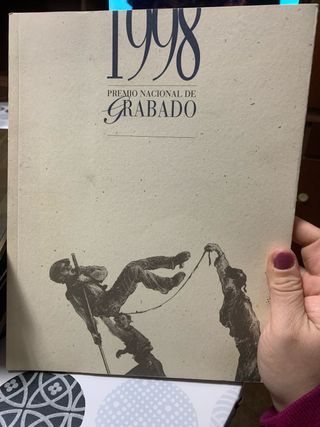 1998
PREMIO NACIONAL DE
GRABADO